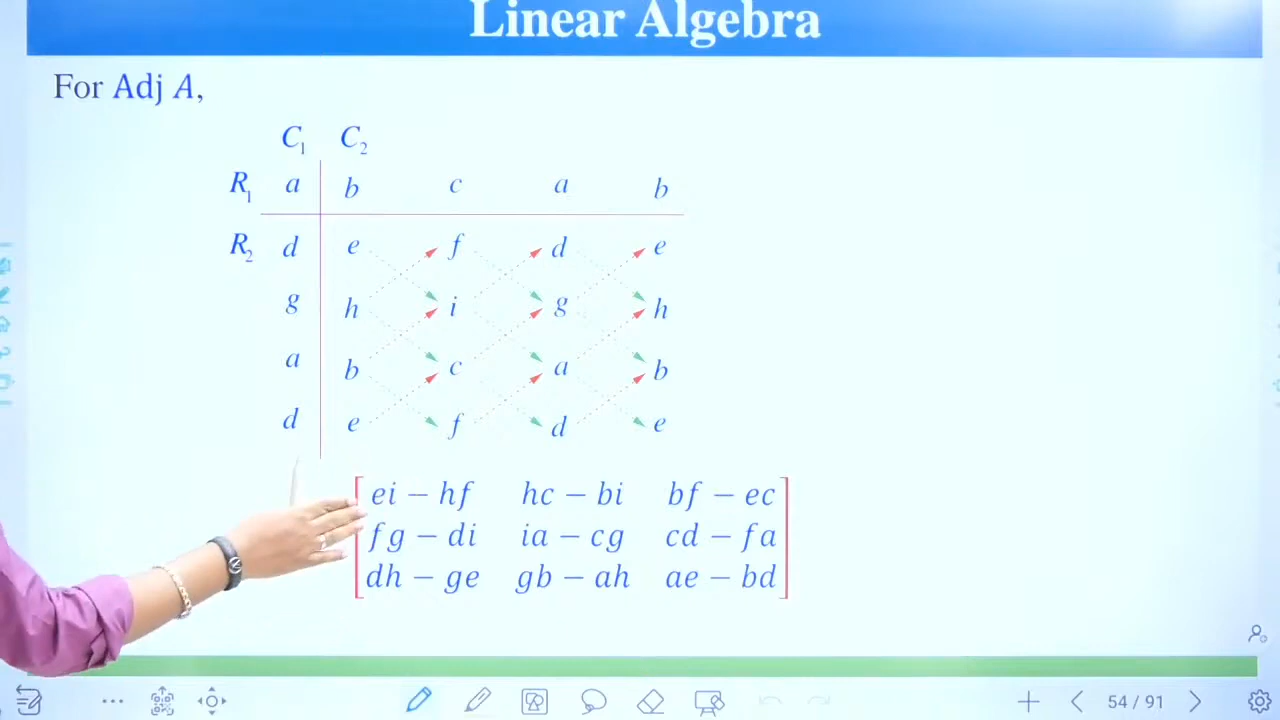 Linear Algebra
For Adj A,
C₁ C₂
R₁ a b c a b
R₂ d e f d e
g h i g h
a b c a b
d e f d e
ei − hf hc − bi bf − ec
fg − di ia − cg cd − fa
dh − ge gb − ah ae − bd
54 / 91